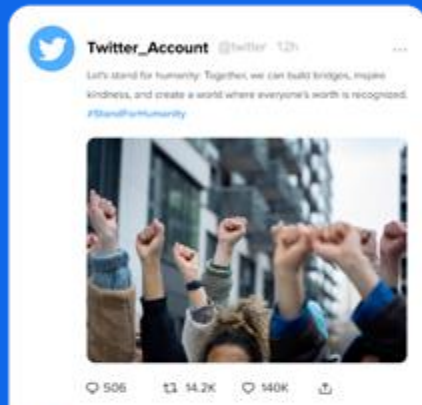 Twitter_Account @twitter · 12h
Let's stand for humanity. Together, we can build bridges, inspire
kindness, and create a world where everyone's worth is recognized.
#StandForHumanity
506 14.2K 140K